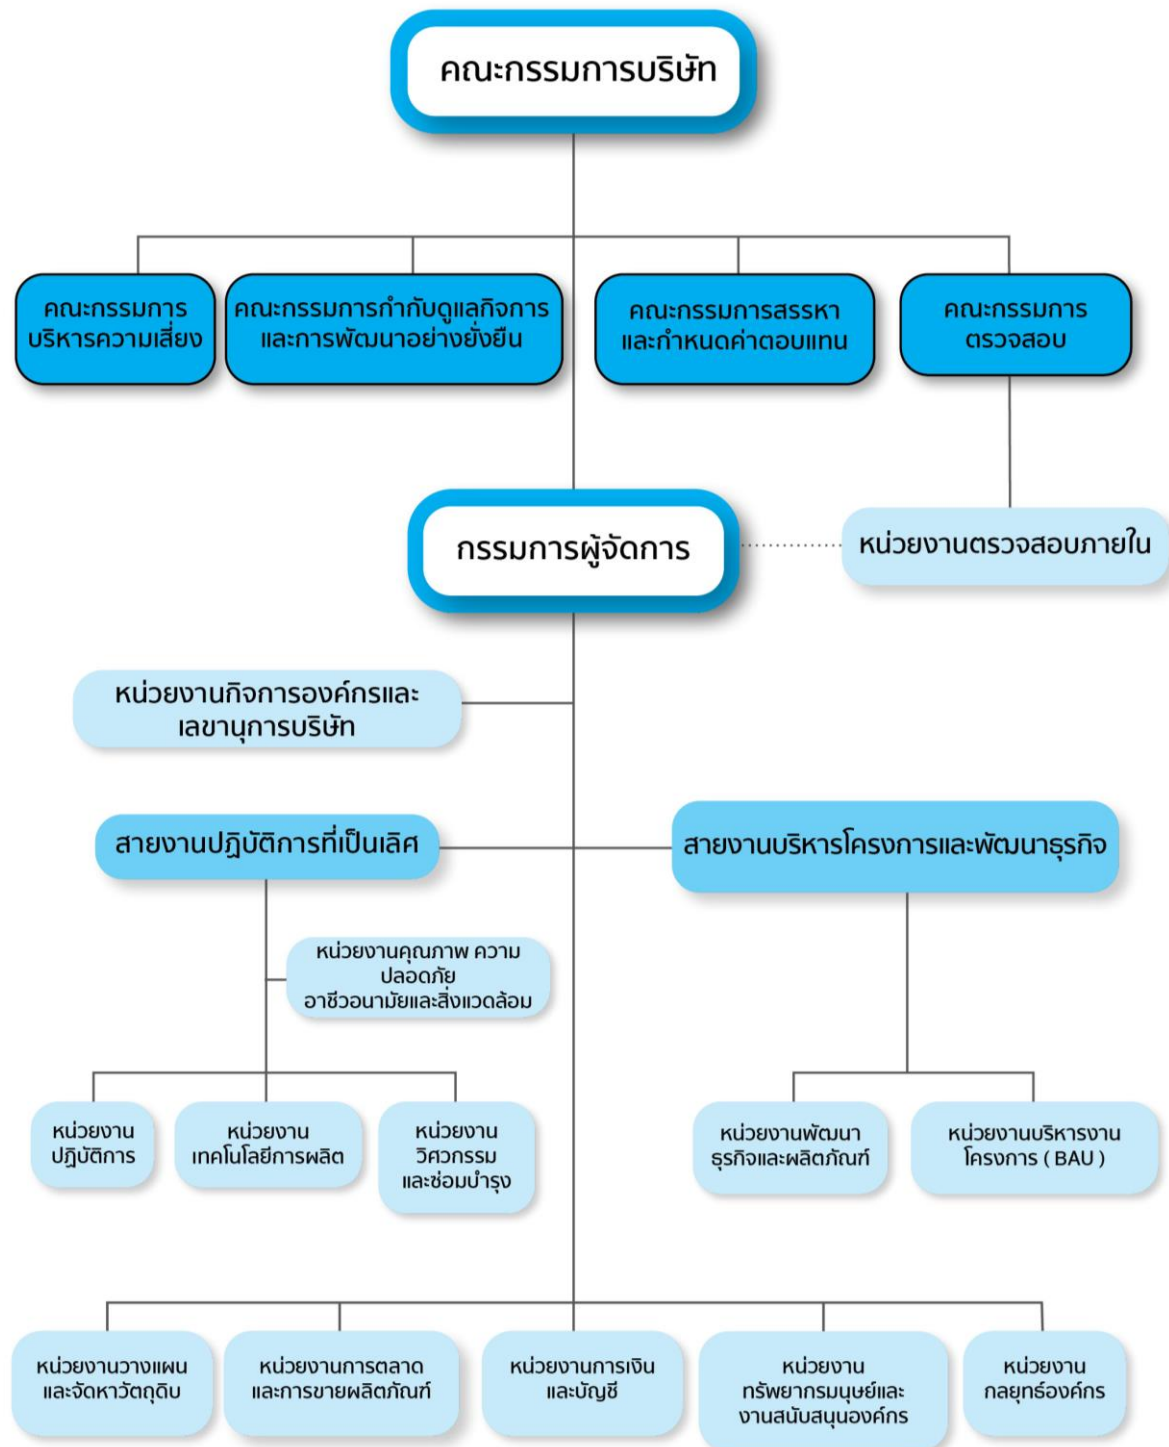 คณะกรรมการบริษัท
คณะกรรมการ
บริหารความเสี่ยง
คณะกรรมการกำกับดูแลกิจการ
และการพัฒนาอย่างยั่งยืน
คณะกรรมการสรรหา
และกำหนดค่าตอบแทน
คณะกรรมการ
ตรวจสอบ
กรรมการผู้จัดการ
หน่วยงานตรวจสอบภายใน
หน่วยงานกิจการองค์กรและ
เลขานุการบริษัท
สายงานปฏิบัติการที่เป็นเลิศ
สายงานบริหารโครงการและพัฒนาธุรกิจ
หน่วยงานคุณภาพ ความ
ปลอดภัย
อาชีวอนามัยและสิ่งแวดล้อม
หน่วยงาน
ปฏิบัติการ
หน่วยงาน
เทคโนโลยีการผลิต
หน่วยงาน
วิศวกรรม
และซ่อมบำรุง
หน่วยงานพัฒนา
ธุรกิจและผลิตภัณฑ์
หน่วยงานบริหารงาน
โครงการ ( BAU )
หน่วยงานวางแผน
และจัดหาวัตถุดิบ
หน่วยงานการตลาด
และการขายผลิตภัณฑ์
หน่วยงานการเงิน
และบัญชี
หน่วยงาน
ทรัพยากรมนุษย์และ
งานสนับสนุนองค์กร
หน่วยงาน
กลยุทธ์องค์กร